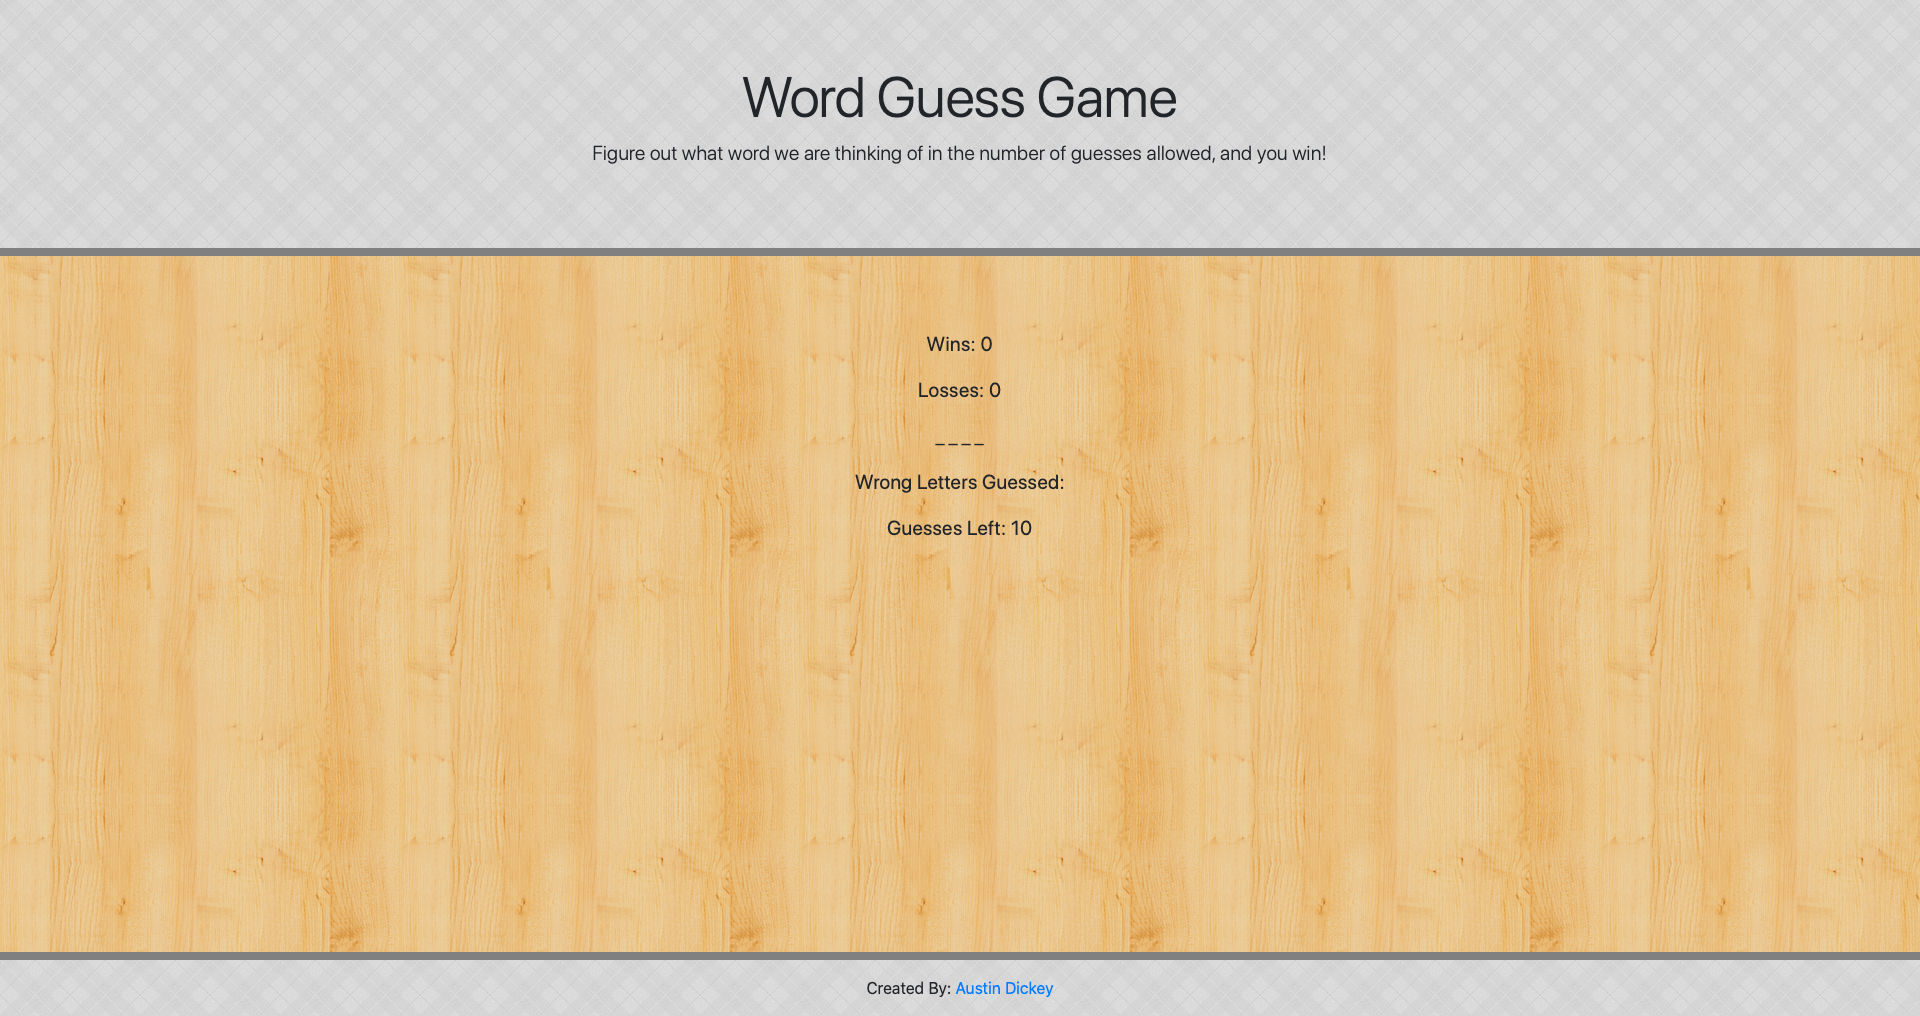 Word Guess Game
Figure out what word we are thinking of in the number of guesses allowed, and you win!
Wins: 0
Losses: 0
_ _ _ _
Wrong Letters Guessed:
Guesses Left: 10
Created By: Austin Dickey